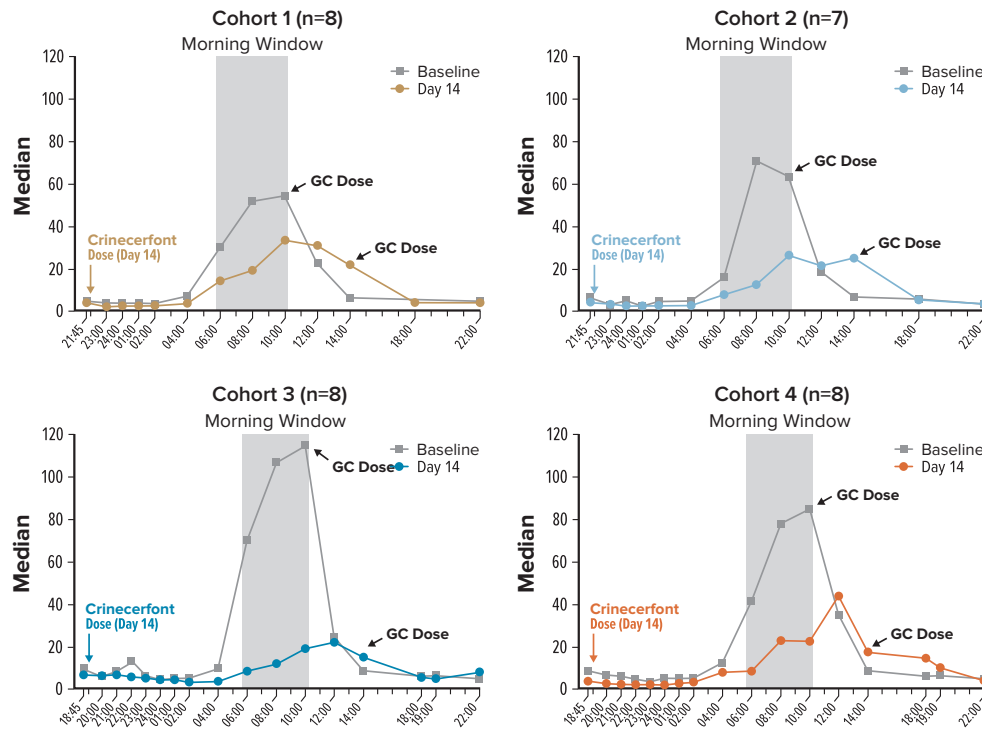 Cohort 1 (n=8)
Morning Window
120
100
80
60
40
20
0
Median
Baseline
Day 14
GC Dose
GC Dose
Crinecerfont
Dose (Day 14)
21:45
23:00
24:00
01:00
02:00
04:00
06:00
08:00
10:00
12:00
14:00
18:00
22:00
Cohort 2 (n=7)
Morning Window
120
100
80
60
40
20
0
Median
Baseline
Day 14
GC Dose
GC Dose
Crinecerfont
Dose (Day 14)
21:45
23:00
24:00
01:00
02:00
04:00
06:00
08:00
10:00
12:00
14:00
18:00
22:00
Cohort 3 (n=8)
Morning Window
120
100
80
60
40
20
0
Median
Baseline
Day 14
GC Dose
GC Dose
Crinecerfont
Dose (Day 14)
18:45
20:00
21:00
22:00
23:00
24:00
01:00
02:00
04:00
06:00
08:00
10:00
12:00
14:00
18:00
19:00
22:00
Cohort 4 (n=8)
Morning Window
120
100
80
60
40
20
0
Median
Baseline
Day 14
GC Dose
GC Dose
Crinecerfont
Dose (Day 14)
18:45
20:00
21:00
22:00
23:00
24:00
01:00
02:00
04:00
06:00
08:00
10:00
12:00
14:00
18:00
19:00
22:00